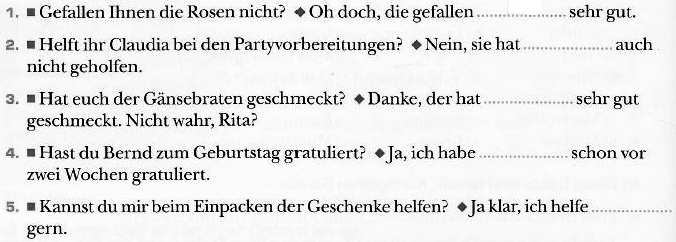 1. ■ Gefallen Ihnen die Rosen nicht? ◆ Oh doch, die gefallen .................... sehr gut.
2. ■ Helft ihr Claudia bei den Partyvorbereitungen? ◆ Nein, sie hat .................... auch
nicht geholfen.
3. ■ Hat euch der Gänsebraten geschmeckt? ◆ Danke, der hat .................... sehr gut
geschmeckt. Nicht wahr, Rita?
4. ■ Hast du Bernd zum Geburtstag gratuliert? ◆ Ja, ich habe .................... schon vor
zwei Wochen gratuliert.
5. ■ Kannst du mir beim Einpacken der Geschenke helfen? ◆ Ja klar, ich helfe ....................
gern.